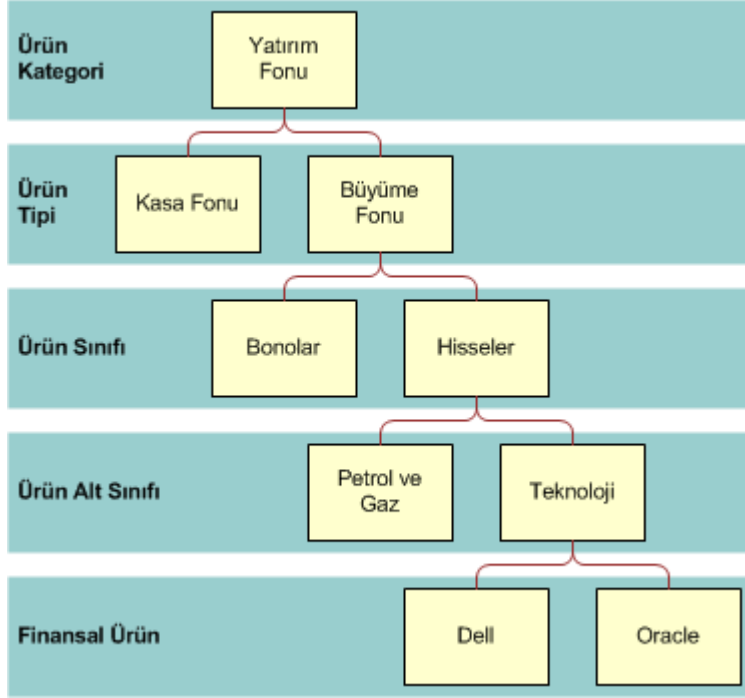 Ürün
Kategori
Yatırım
Fonu
Ürün
Tipi
Kasa Fonu
Büyüme
Fonu
Ürün Sınıfı
Bonolar
Hisseler
Ürün Alt Sınıfı
Petrol ve
Gaz
Teknoloji
Finansal Ürün
Dell
Oracle